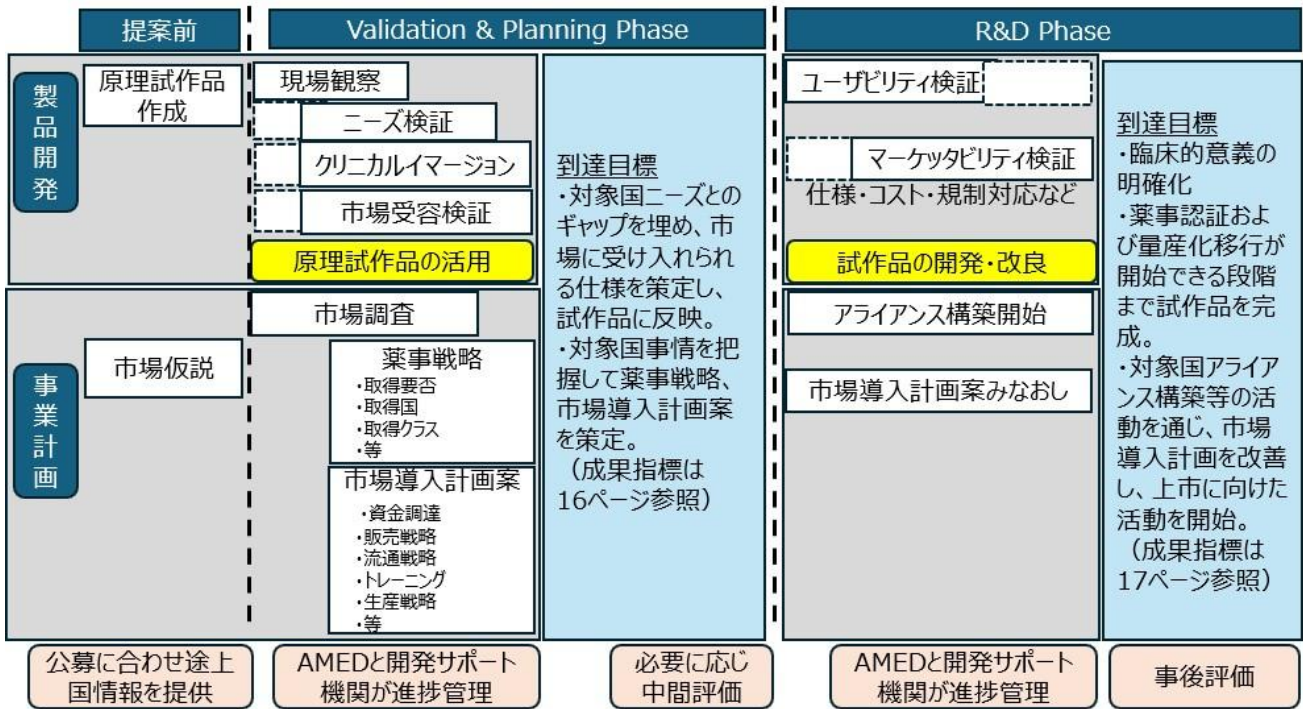 提案前
Validation & Planning Phase
R&D Phase
製品開発
原理試作品
作成
現場観察
ニーズ検証
クリニカルイマージョン
市場受容検証
原理試作品の活用
到達目標
・対象国ニーズとの
ギャップを埋め、市
場に受け入れられ
る仕様を策定し、
試作品に反映。
・対象国事情を把
握して薬事戦略、
市場導入計画案
を策定。
（成果指標は
16ページ参照）
ユーザビリティ検証
マーケッタビリティ検証
仕様・コスト・規制対応など
試作品の開発・改良
到達目標
・臨床的意義の
明確化
・薬事認証およ
び量産化移行が
開始できる段階
まで試作品を完
成。
・対象国アライア
ンス構築等の活
動を通じ、市場
導入計画を改善
し、上市に向けた
活動を開始。
（成果指標は
17ページ参照）
事業計画
市場仮説
市場調査
薬事戦略
・取得要否
・取得国
・取得クラス
・等
市場導入計画案
・資金調達
・販売戦略
・流通戦略
・トレーニング
・生産戦略
・等
アライアンス構築開始
市場導入計画案みなおし
公募に合わせ途上
国情報を提供
AMEDと開発サポート
機関が進捗管理
必要に応じ
中間評価
AMEDと開発サポート
機関が進捗管理
事後評価